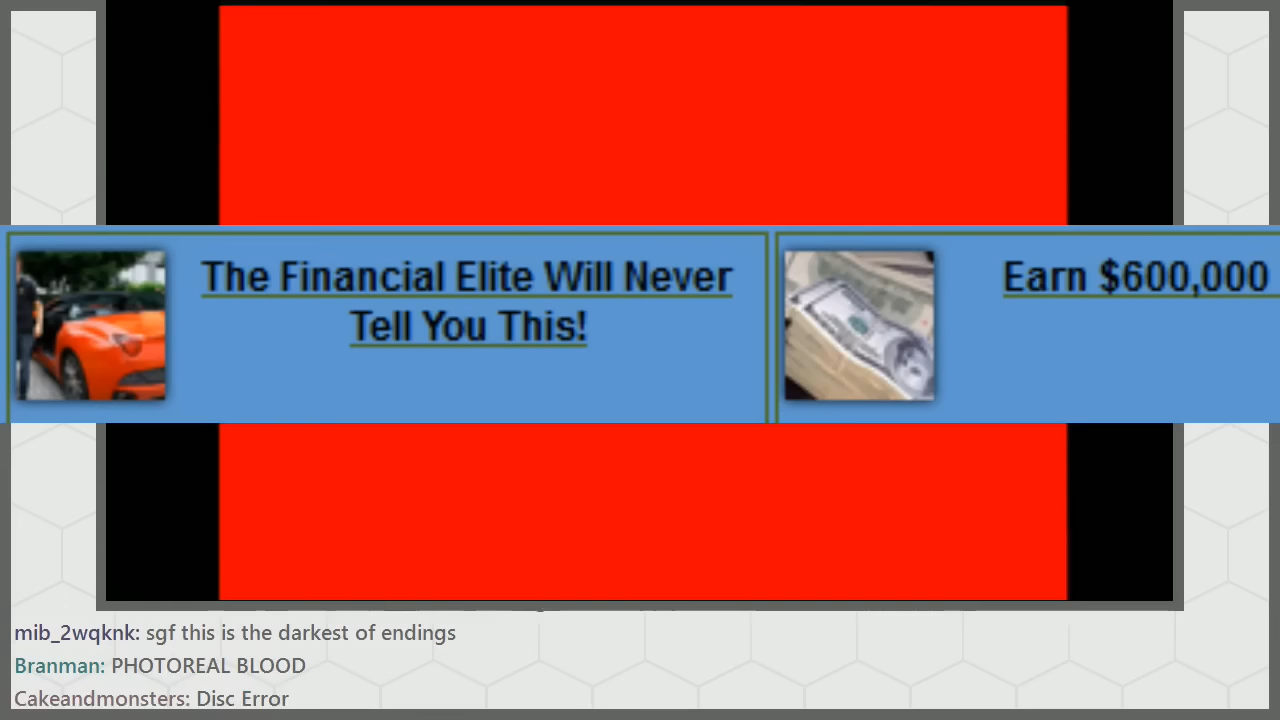 The Financial Elite Will Never
Tell You This!
Earn $600,000
mib_2wqknk: sgf this is the darkest of endings
Branman: PHOTOREAL BLOOD
Cakeandmonsters: Disc Error